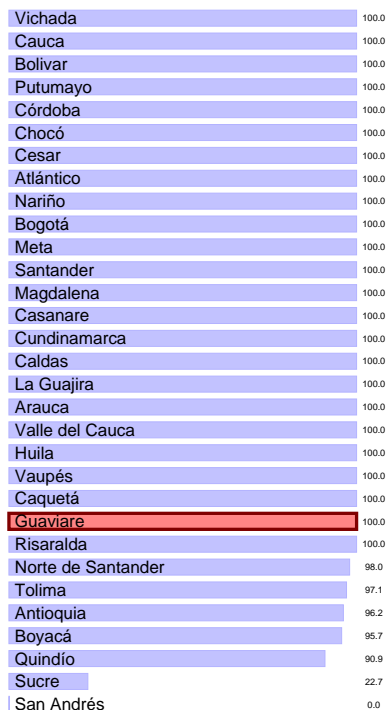 Vichada 100.0
Cauca 100.0
Bolivar 100.0
Putumayo 100.0
Córdoba 100.0
Chocó 100.0
Cesar 100.0
Atlántico 100.0
Nariño 100.0
Bogotá 100.0
Meta 100.0
Santander 100.0
Magdalena 100.0
Casanare 100.0
Cundinamarca 100.0
Caldas 100.0
La Guajira 100.0
Arauca 100.0
Valle del Cauca 100.0
Huila 100.0
Vaupés 100.0
Caquetá 100.0
Guaviare 100.0
Risaralda 100.0
Norte de Santander 98.0
Tolima 97.1
Antioquia 96.2
Boyacá 95.7
Quindío 90.9
Sucre 22.7
San Andrés 0.0